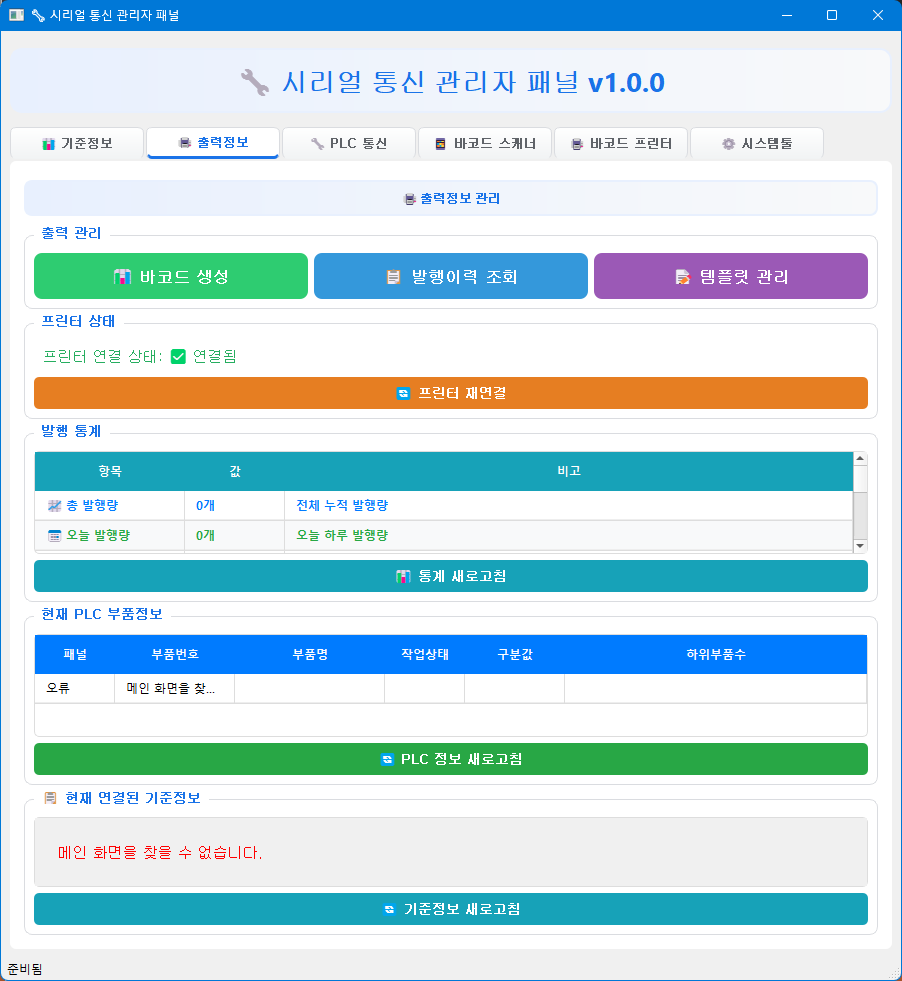 시리얼 통신 관리자 패널
시리얼 통신 관리자 패널 v1.0.0
기준정보 출력정보 PLC 통신 바코드 스캐너 바코드 프린터 시스템툴
출력정보 관리
출력 관리
바코드 생성 발행이력 조회 템플릿 관리
프린터 상태
프린터 연결 상태: ✅ 연결됨
프린터 재연결
발행 통계
항목 값 비고
총 발행량 0개 전체 누적 발행량
오늘 발행량 0개 오늘 하루 발행량
통계 새로고침
현재 PLC 부품정보
패널 부품번호 부품명 작업상태 구분값 하위부품수
오류 메인 화면을 찾...
PLC 정보 새로고침
현재 연결된 기준정보
메인 화면을 찾을 수 없습니다.
기준정보 새로고침
준비됨